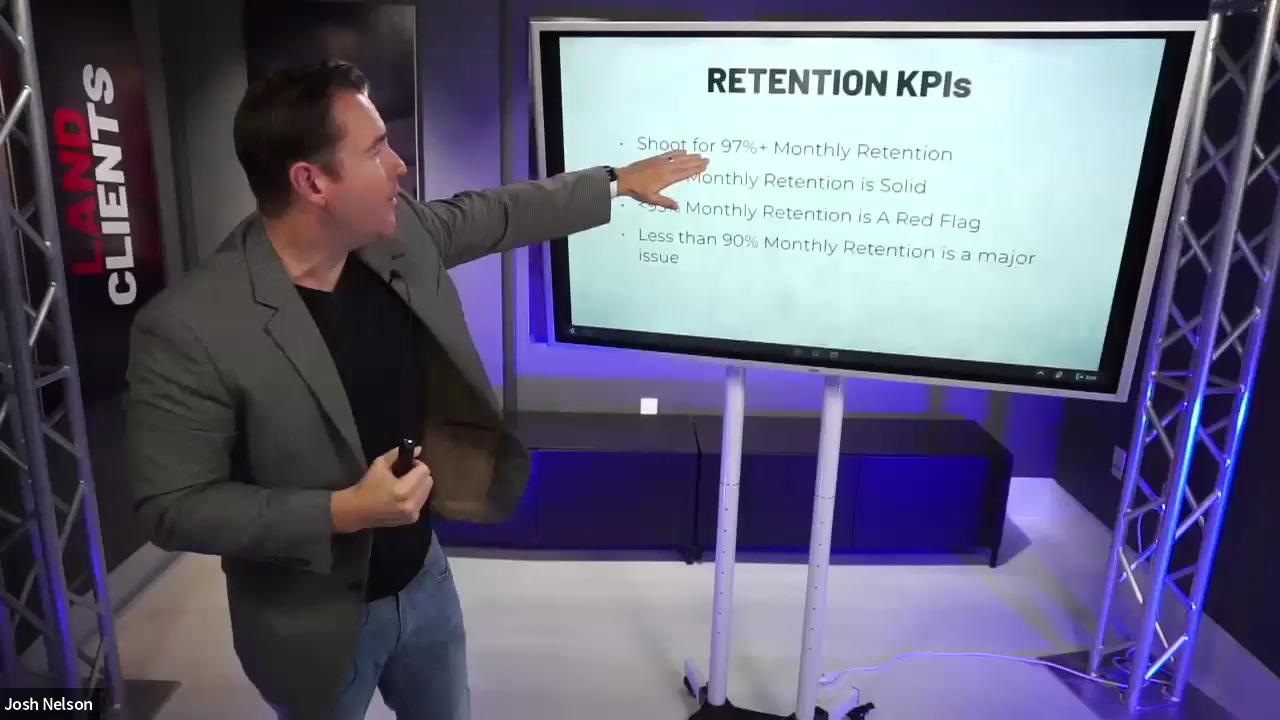 LAND
CLIENTS
RETENTION KPIs
Shoot for 97%+ Monthly Retention
Monthly Retention is Solid
<95% Monthly Retention is A Red Flag
Less than 90% Monthly Retention is a major
issue
Josh Nelson